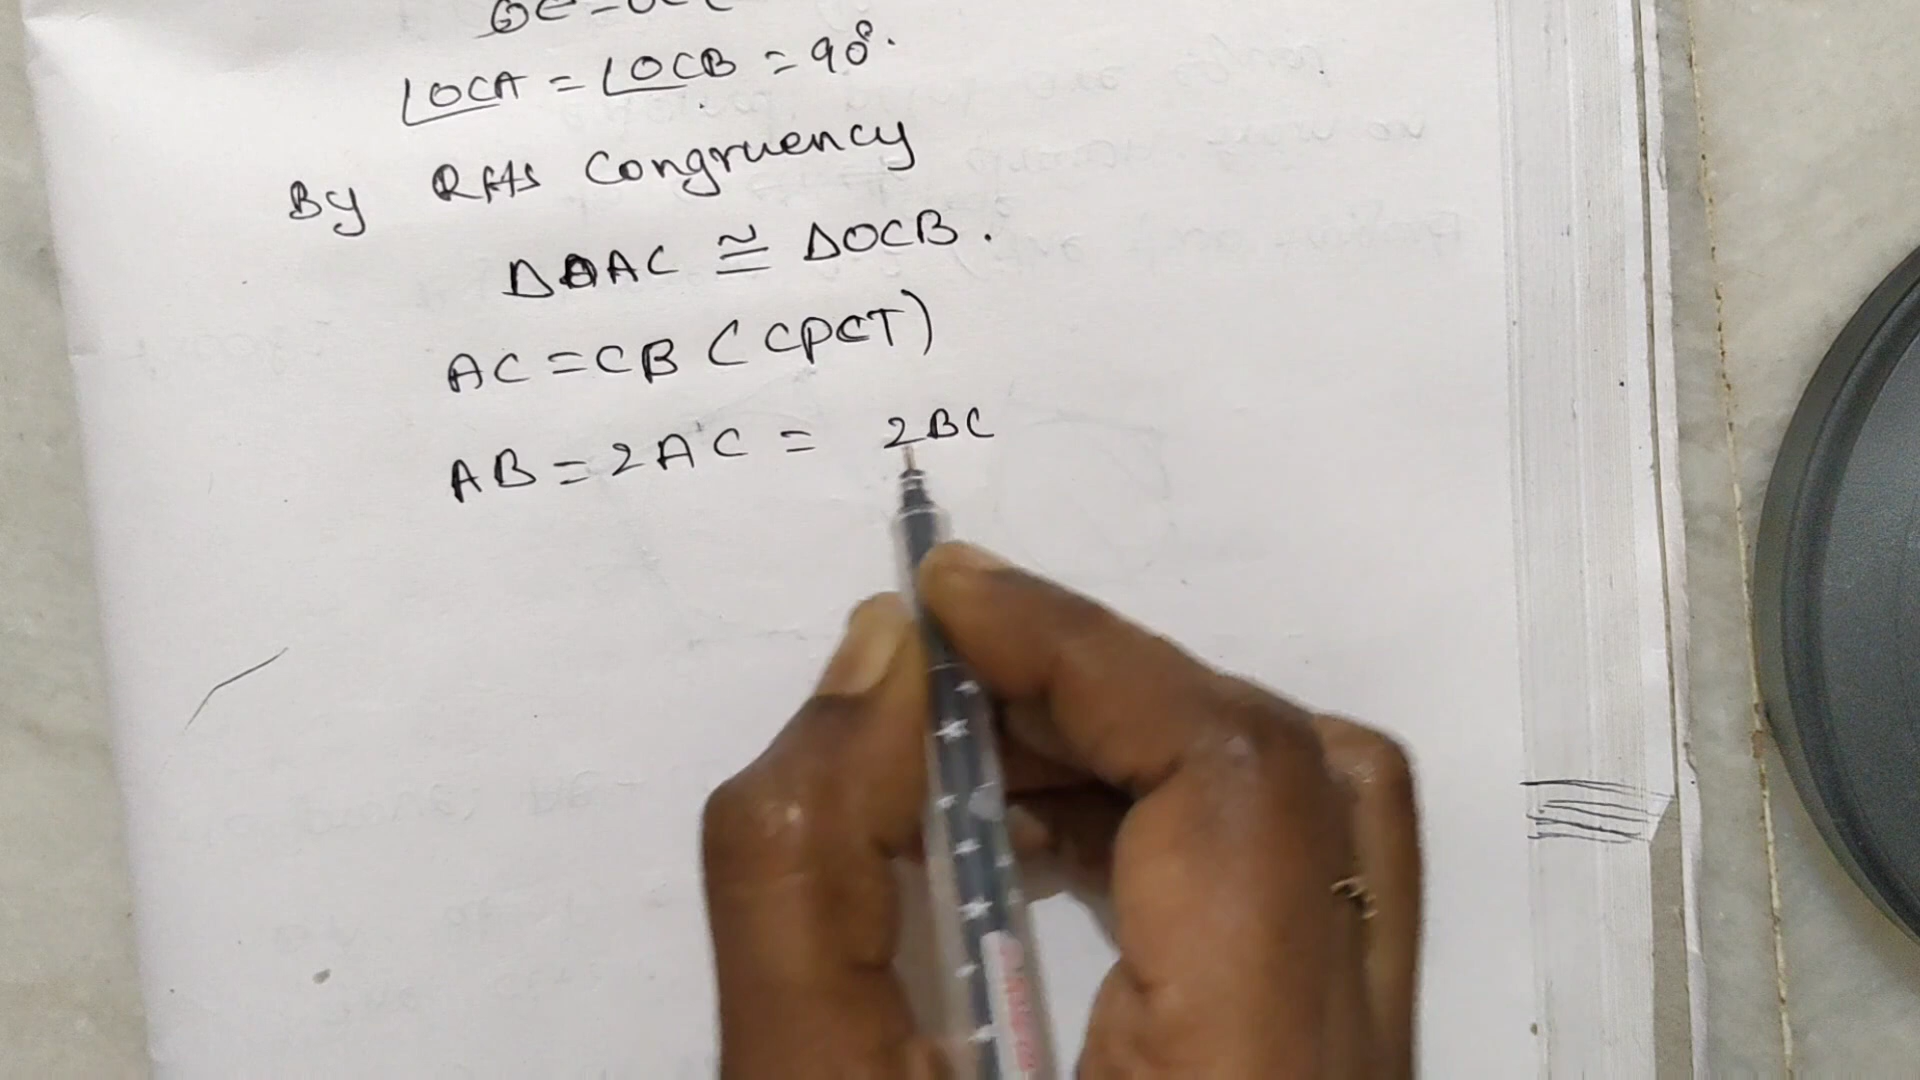 ∠OCA = ∠OCB = 90°.
By RHS Congruency
ΔOAC ≅ ΔOCB.
AC = CB (CPCT)
AB = 2AC = 2BC